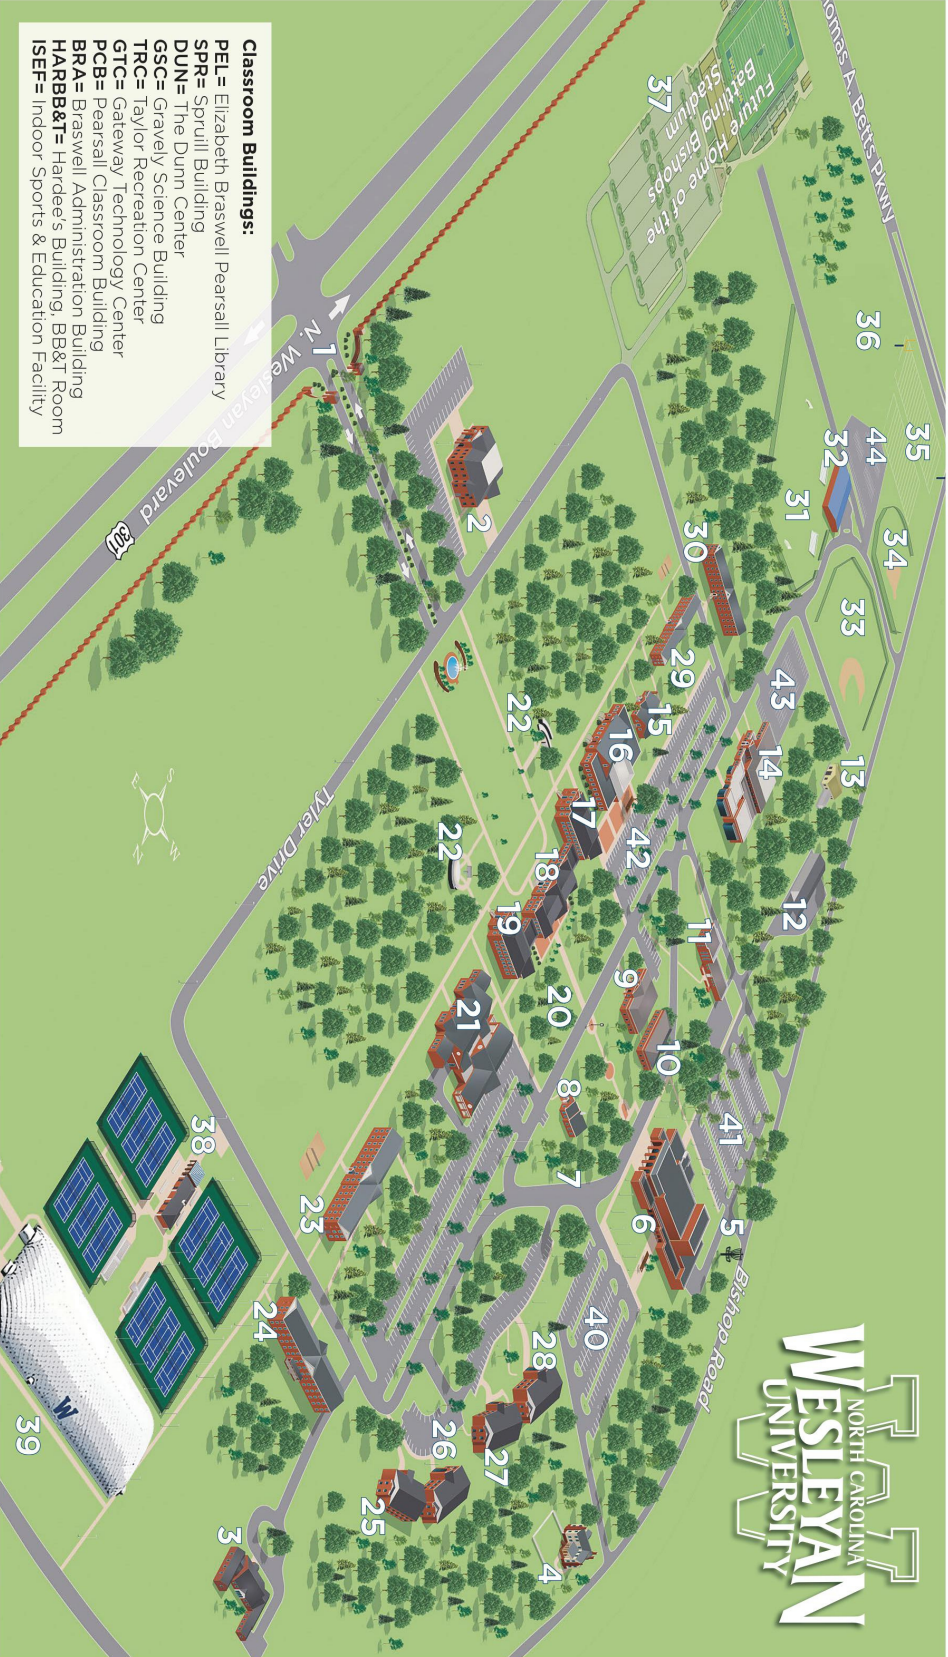 NORTH CAROLINA
WESLEYAN
UNIVERSITY
Classroom Buildings:
PEL= Elizabeth Braswell Pearsall Library
SPR= Spruill Building
DUN= The Dunn Center
GSC= Gravely Science Building
TRC= Taylor Recreation Center
GTC= Gateway Technology Center
PCB= Pearsall Classroom Building
BRA= Braswell Administration Building
HARBB&T= Hardee's Building, BB&T Room
ISEF= Indoor Sports & Education Facility
omas A. Betts PKWY
Future Home of the
Battling Bishops
Stadium
N. Wesleyan Boulevard
301
Tyler Drive
Bishop Road
S
W
E
N
W
1
2
3
4
5
6
7
8
9
10
11
12
13
14
15
16
17
18
19
20
21
22
22
23
24
25
26
27
28
29
30
31
32
33
34
35
36
37
38
39
40
41
42
43
44